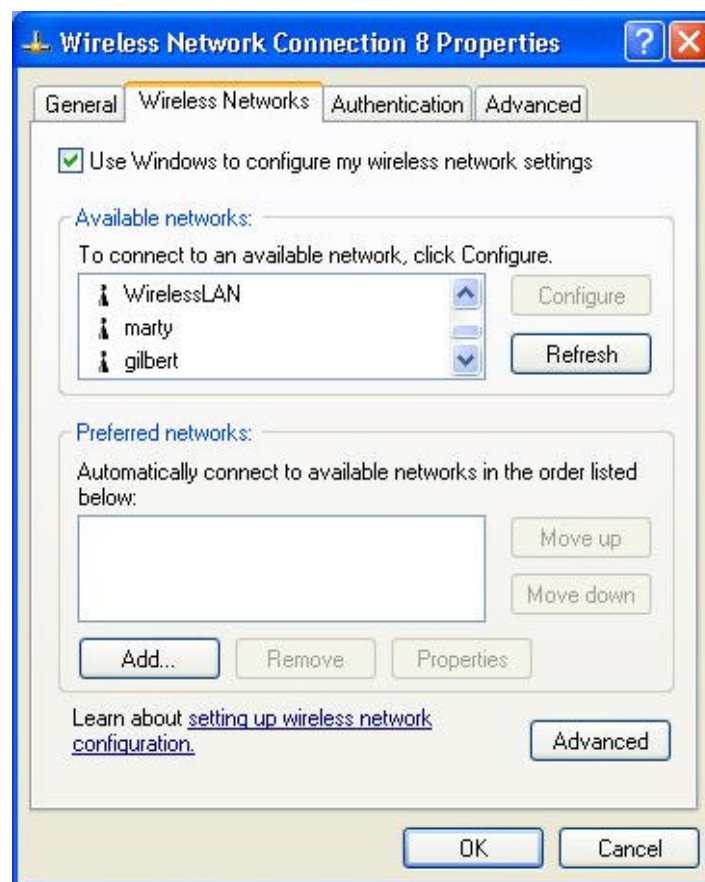 Wireless Network Connection 8 Properties
General Wireless Networks Authentication Advanced
Use Windows to configure my wireless network settings
Available networks:
To connect to an available network, click Configure.
WirelessLAN
marty
gilbert
Configure
Refresh
Preferred networks:
Automatically connect to available networks in the order listed
below:
Move up
Move down
Add... Remove Properties
Learn about setting up wireless network
configuration.
Advanced
OK Cancel